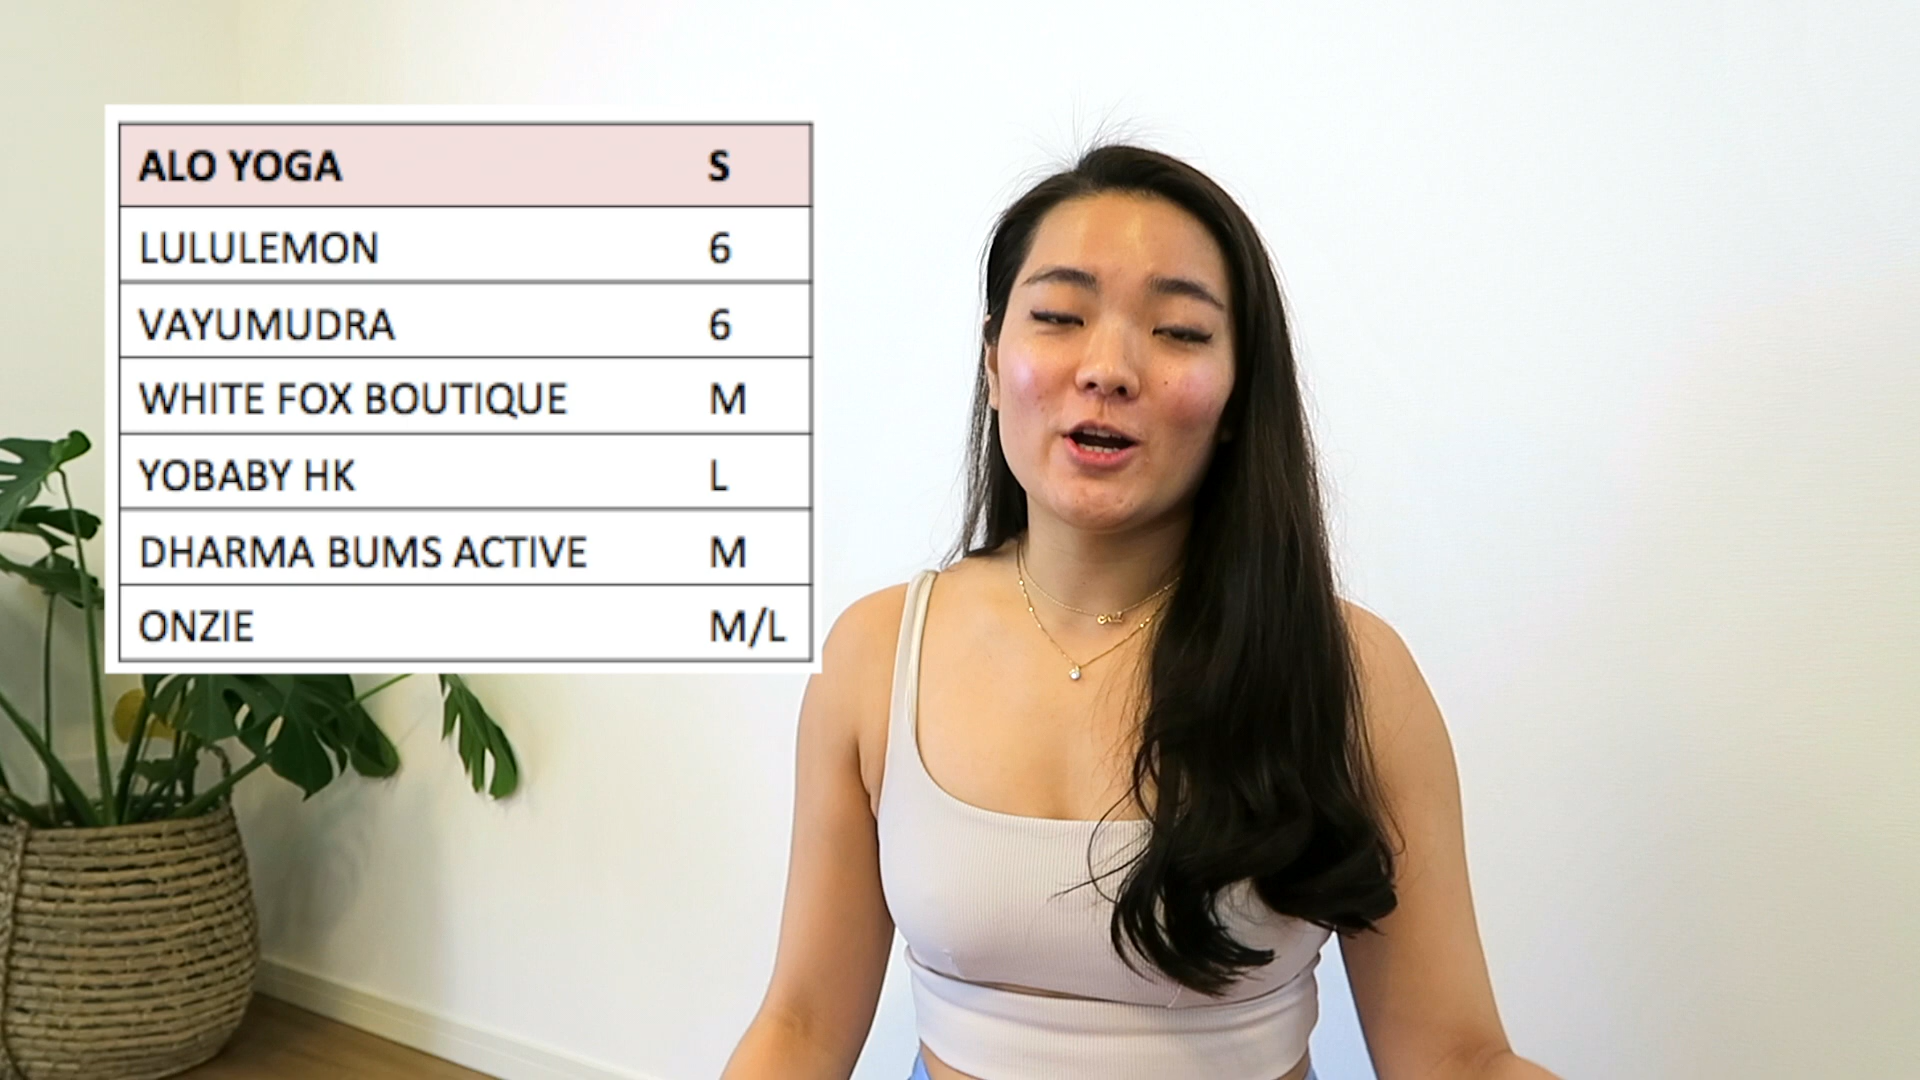 ALO YOGA S
LULULEMON 6
VAYUMUDRA 6
WHITE FOX BOUTIQUE M
YOBABY HK L
DHARMA BUMS ACTIVE M
ONZIE M/L